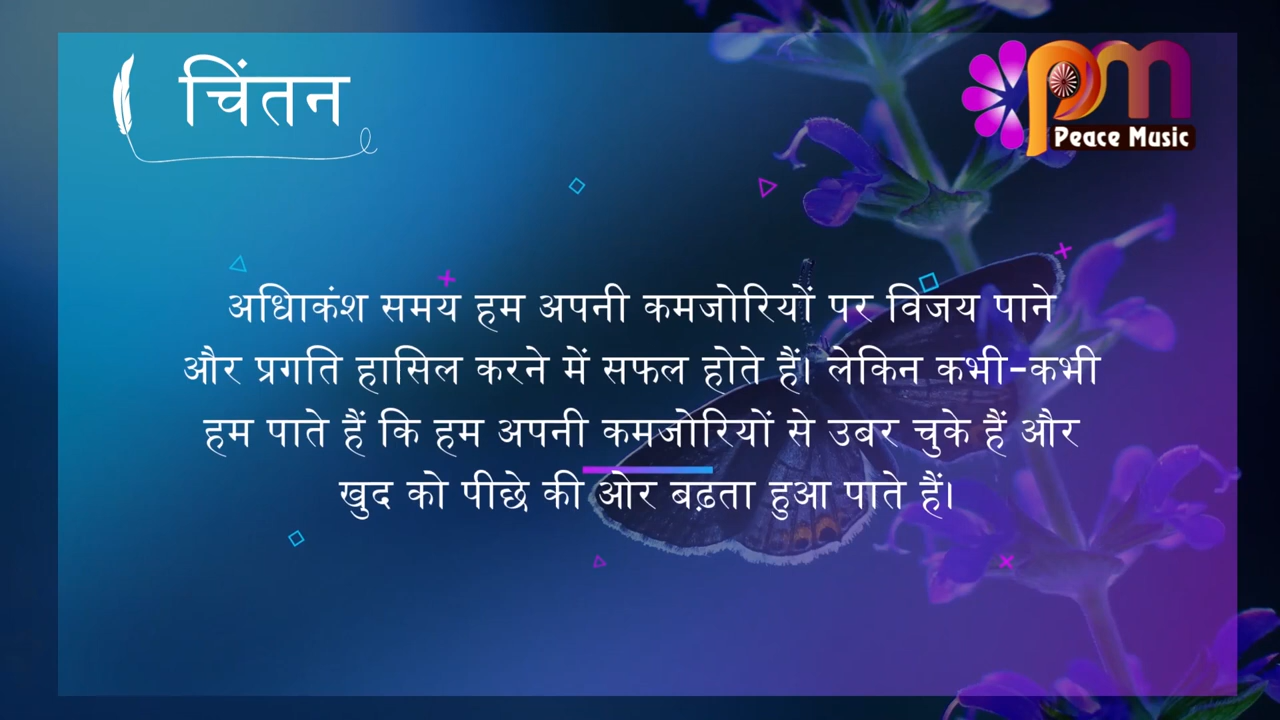 चिंतन
pm
Peace Music
अधिाकंश समय हम अपनी कमजोरियों पर विजय पाने
और प्रगति हासिल करने में सफल होते हैं। लेकिन कभी-कभी
हम पाते हैं कि हम अपनी कमजोरियों से उबर चुके हैं और
खुद को पीछे की ओर बढ़ता हुआ पाते हैं।